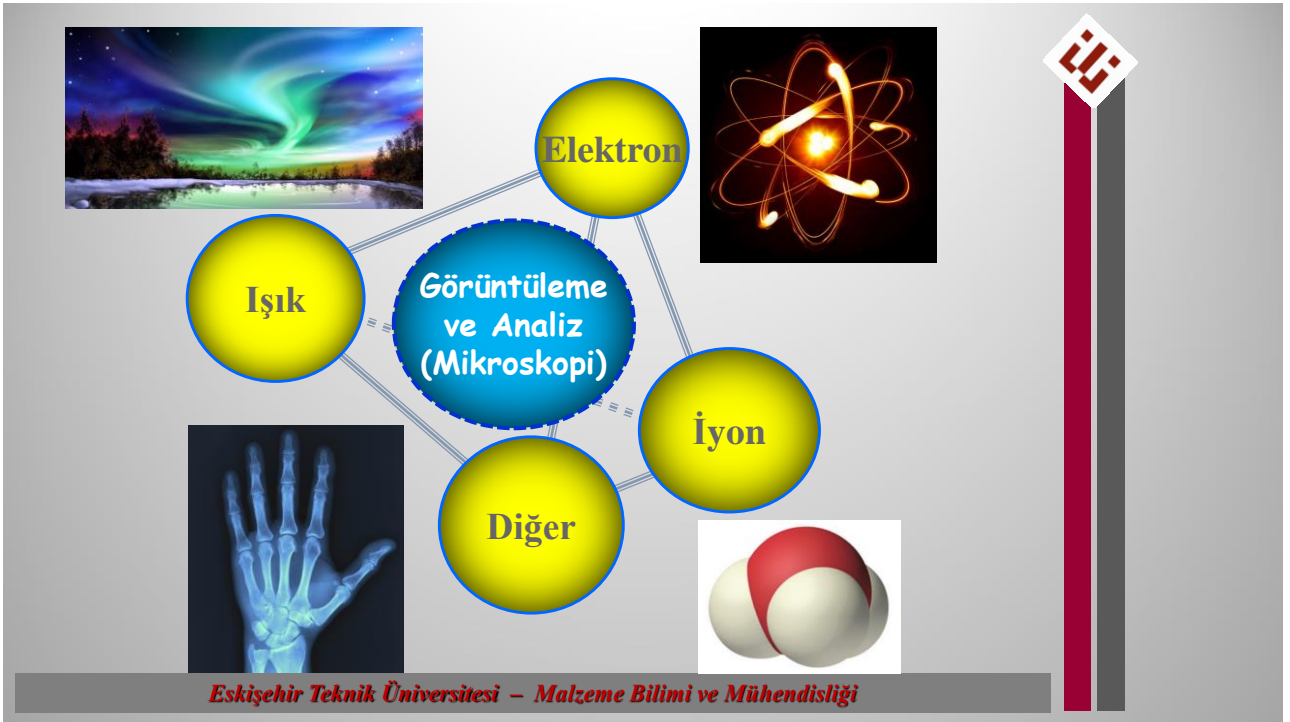 Elektron
Işık
Görüntüleme
ve Analiz
(Mikroskopi)
İyon
Diğer
Eskişehir Teknik Üniversitesi – Malzeme Bilimi ve Mühendisliği